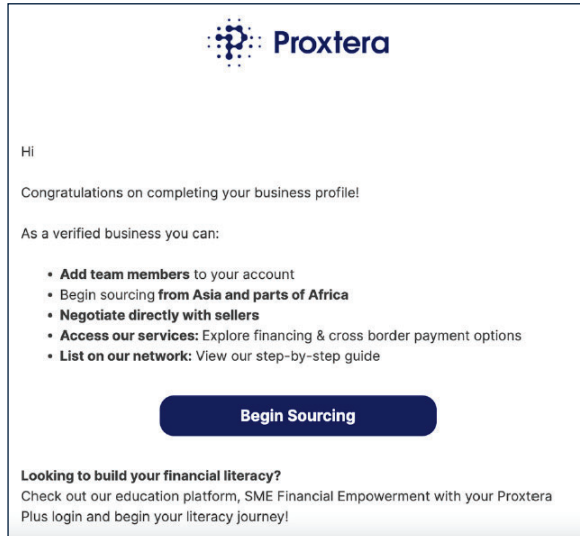 Proxtera
Hi
Congratulations on completing your business profile!
As a verified business you can:
• Add team members to your account
• Begin sourcing from Asia and parts of Africa
• Negotiate directly with sellers
• Access our services: Explore financing & cross border payment options
• List on our network: View our step-by-step guide
Begin Sourcing
Looking to build your financial literacy?
Check out our education platform, SME Financial Empowerment with your Proxtera
Plus login and begin your literacy journey!